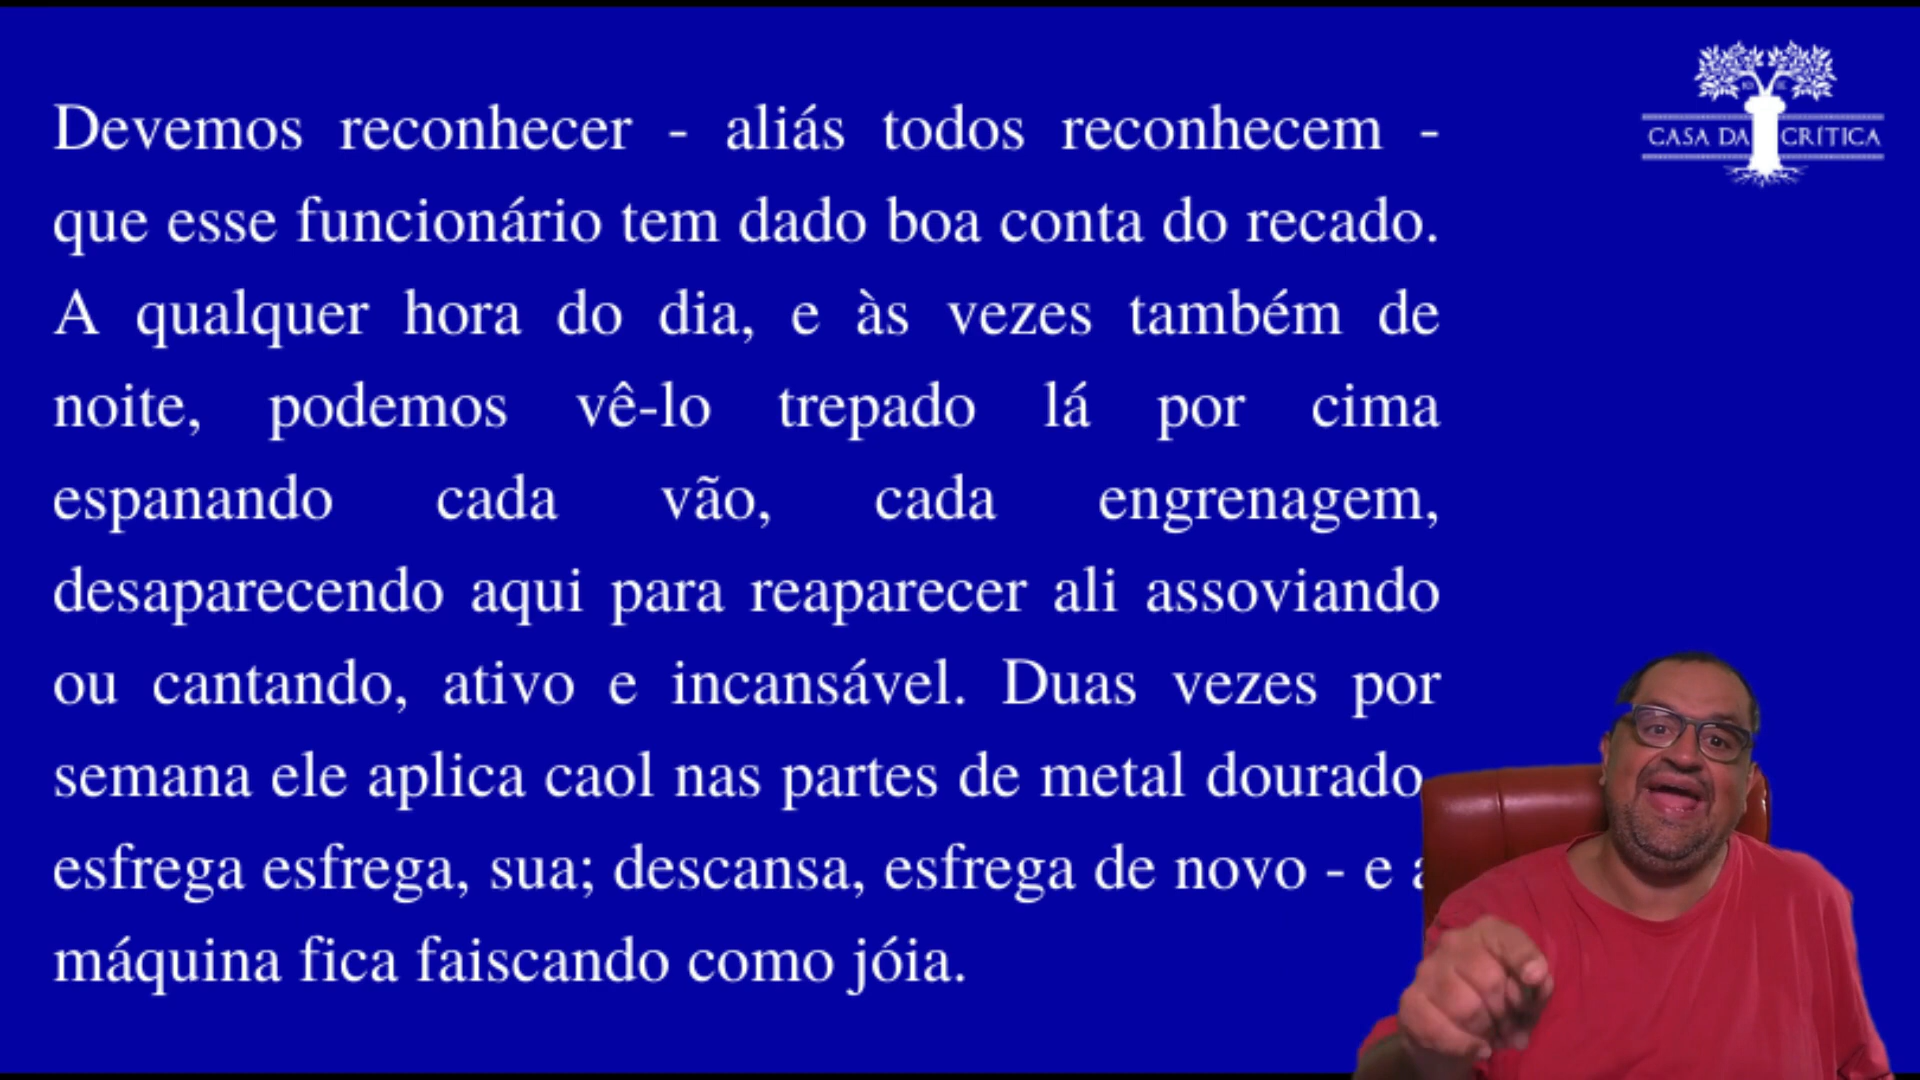 Devemos reconhecer - aliás todos reconhecem -
que esse funcionário tem dado boa conta do recado.
A qualquer hora do dia, e às vezes também de
noite, podemos vê-lo trepado lá por cima
espanando cada vão, cada engrenagem,
desaparecendo aqui para reaparecer ali assoviando
ou cantando, ativo e incansável. Duas vezes por
semana ele aplica caol nas partes de metal dourado,
esfrega esfrega, sua; descansa, esfrega de novo - e a
máquina fica faiscando como jóia.
CASA DA CRÍTICA